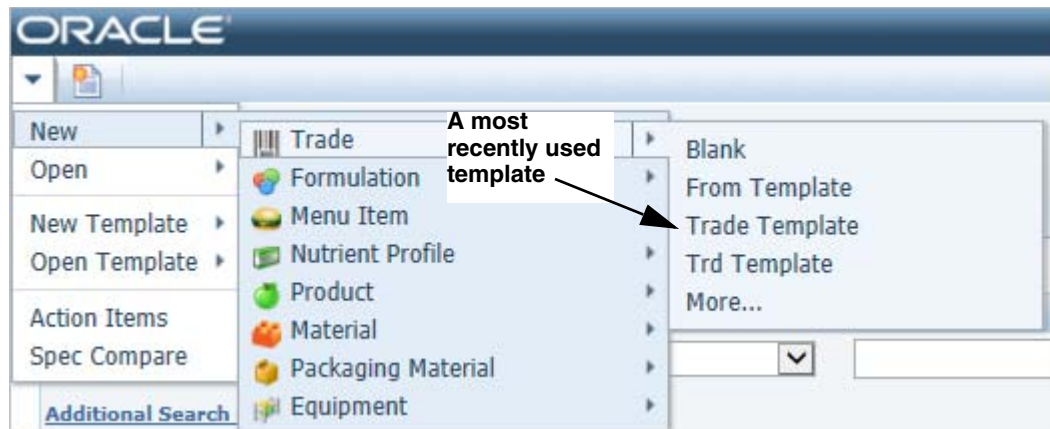 ORACLE
New
Open
New Template
Open Template
Action Items
Spec Compare
Additional Search
Trade
Formulation
Menu Item
Nutrient Profile
Product
Material
Packaging Material
Equipment
A most
recently used
template
Blank
From Template
Trade Template
Trd Template
More...